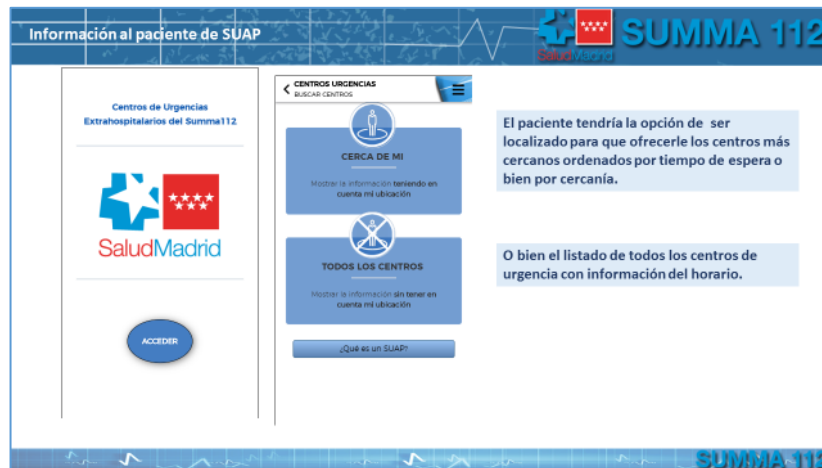 Información al paciente de SUAP
SaludMadrid
SUMMA 112
Centros de Urgencias
Extrahospitalarios del Summa112
SaludMadrid
ACCEDER
CENTROS URGENCIAS
BUSCAR CENTROS
CERCA DE MI
Mostrar la información teniendo en
cuenta mi ubicación
TODOS LOS CENTROS
Mostrar la información sin tener en
cuenta mi ubicación
¿Qué es un SUAP?
El paciente tendría la opción de ser
localizado para que ofrecerle los centros más
cercanos ordenados por tiempo de espera o
bien por cercanía.
O bien el listado de todos los centros de
urgencia con información del horario.
SUMMA 112